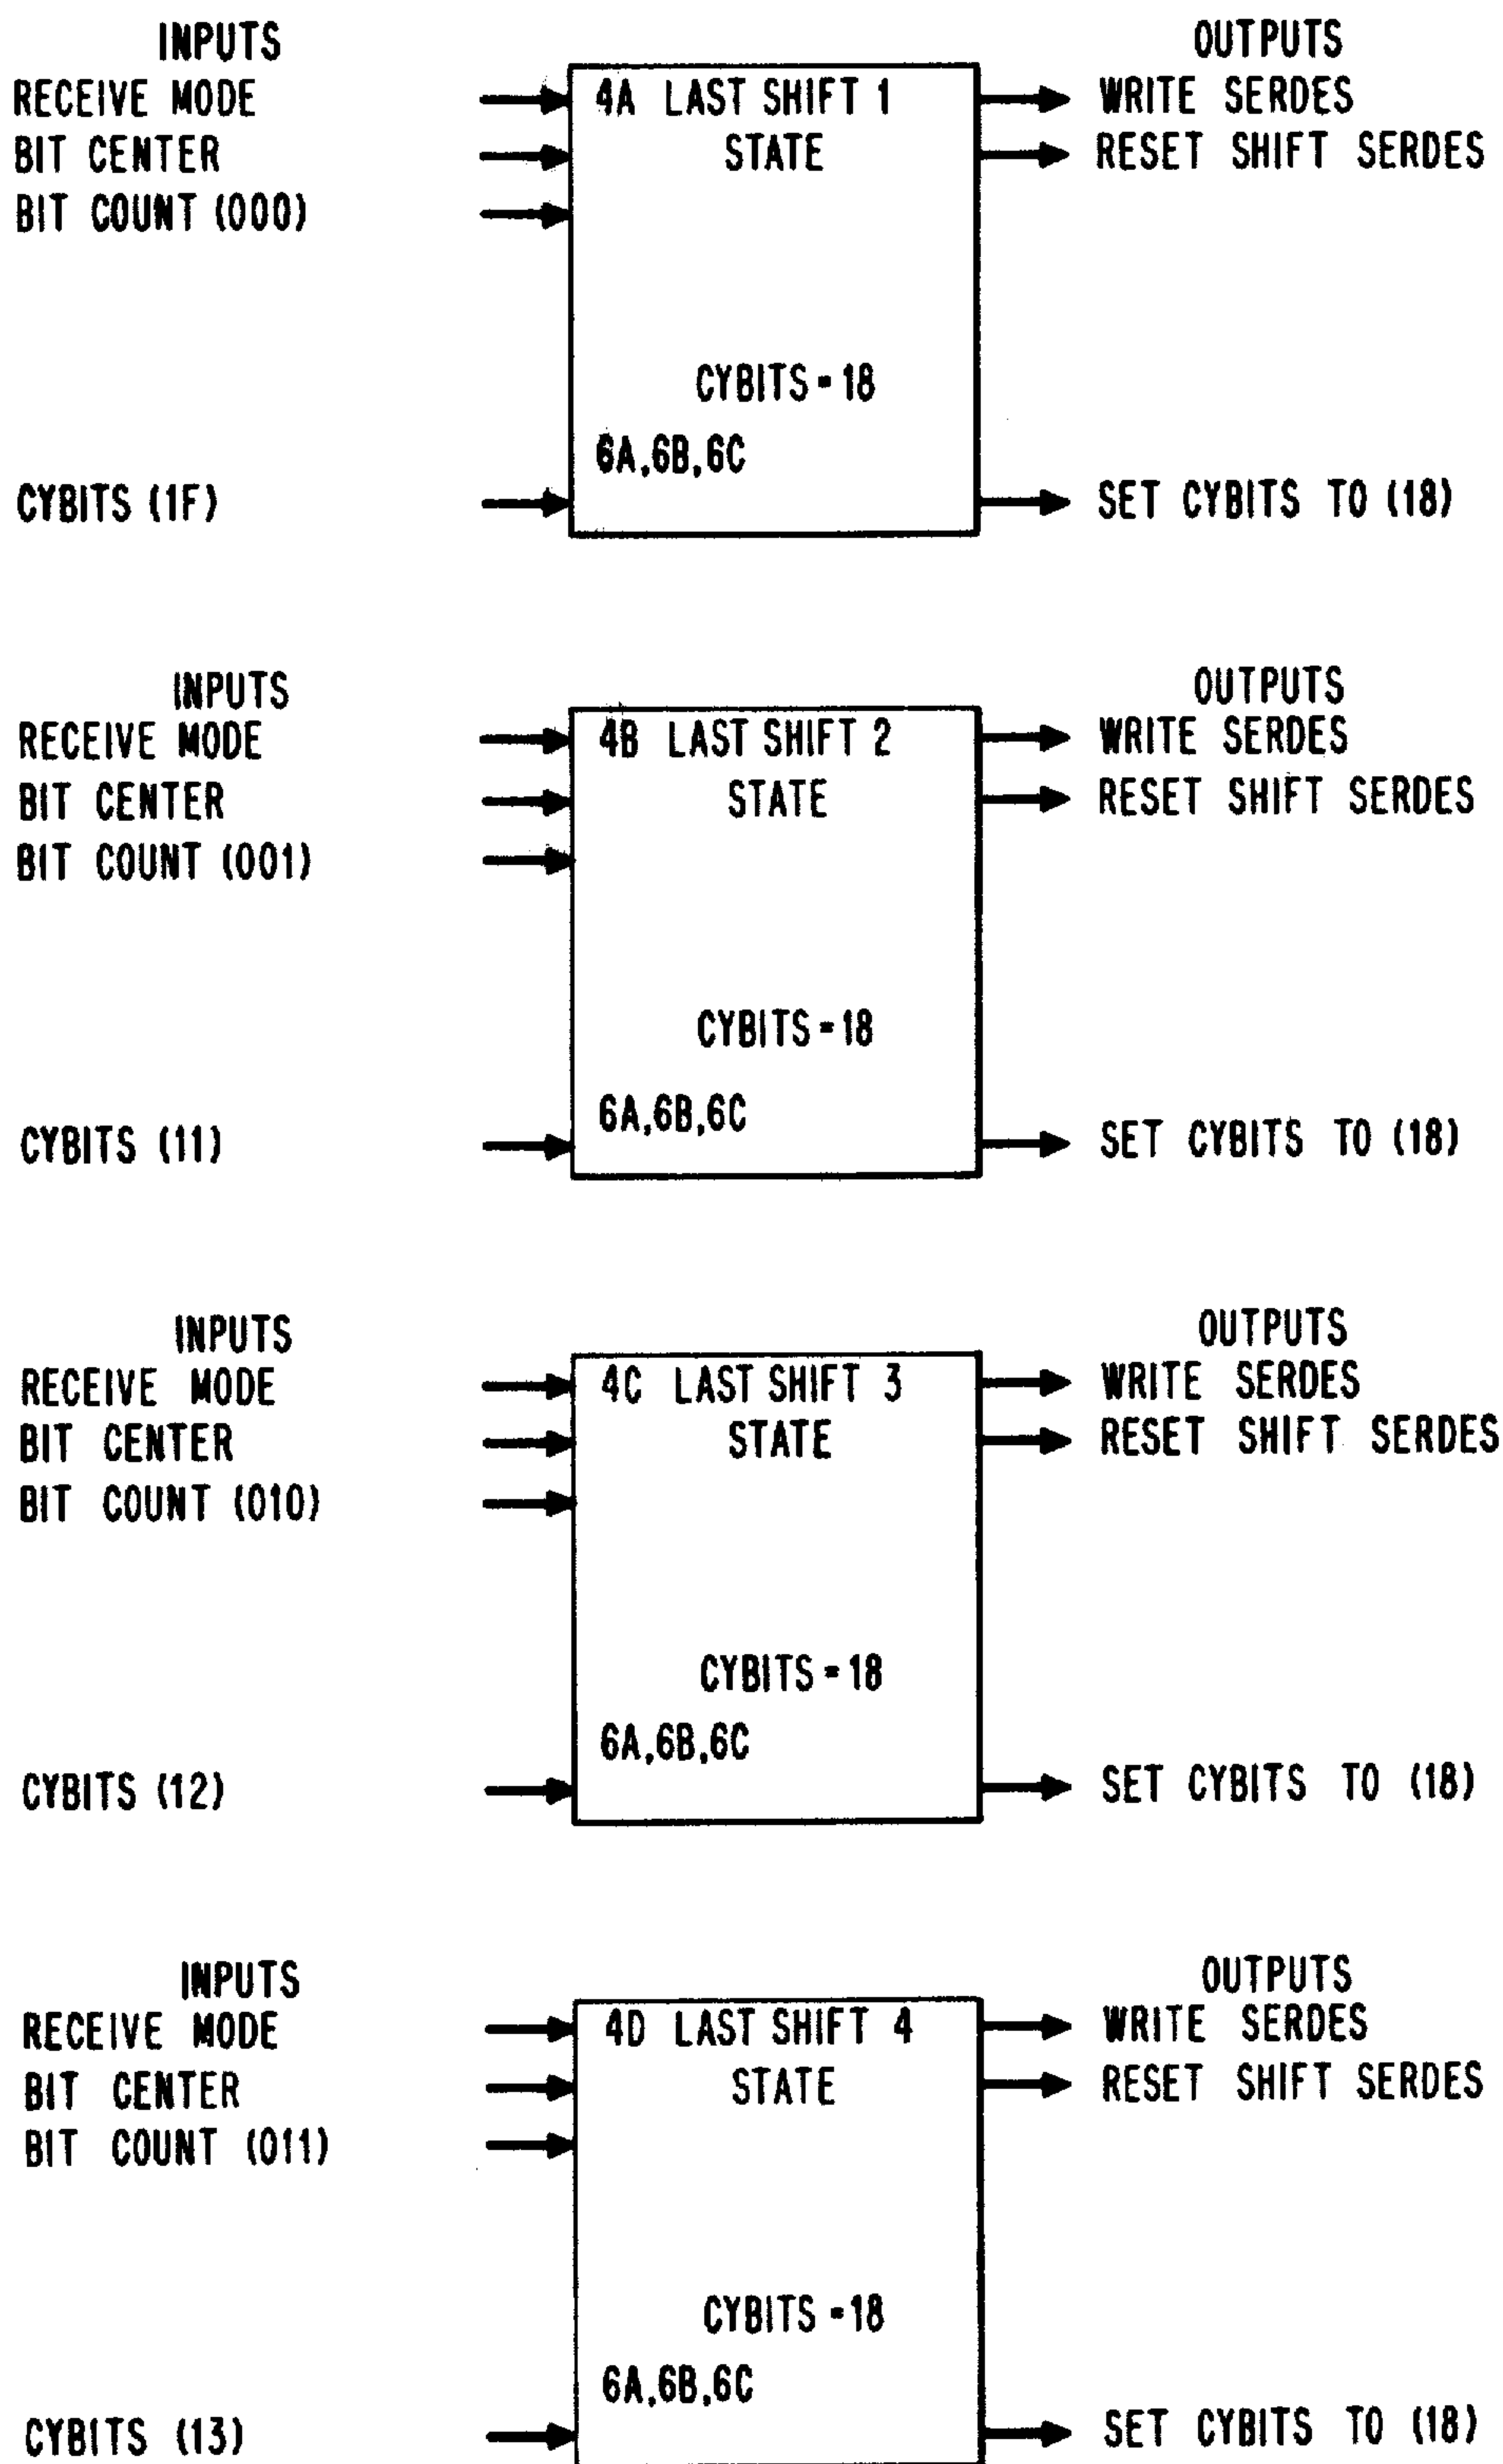 INPUTS
OUTPUTS
RECEIVE MODE
4A LAST SHIFT 1
WRITE SERDES
BIT CENTER
STATE
RESET SHIFT SERDES
BIT COUNT (000)
CYBITS = 18
6A,6B,6C
CYBITS (1F)
SET CYBITS TO (18)
INPUTS
OUTPUTS
RECEIVE MODE
4B LAST SHIFT 2
WRITE SERDES
BIT CENTER
STATE
RESET SHIFT SERDES
BIT COUNT (001)
CYBITS = 18
6A,6B,6C
CYBITS (11)
SET CYBITS TO (18)
INPUTS
OUTPUTS
RECEIVE MODE
4C LAST SHIFT 3
WRITE SERDES
BIT CENTER
STATE
RESET SHIFT SERDES
BIT COUNT (010)
CYBITS = 18
6A,6B,6C
CYBITS (12)
SET CYBITS TO (18)
INPUTS
OUTPUTS
RECEIVE MODE
4D LAST SHIFT 4
WRITE SERDES
BIT CENTER
STATE
RESET SHIFT SERDES
BIT COUNT (011)
CYBITS = 18
6A,6B,6C
CYBITS (13)
SET CYBITS TO (18)